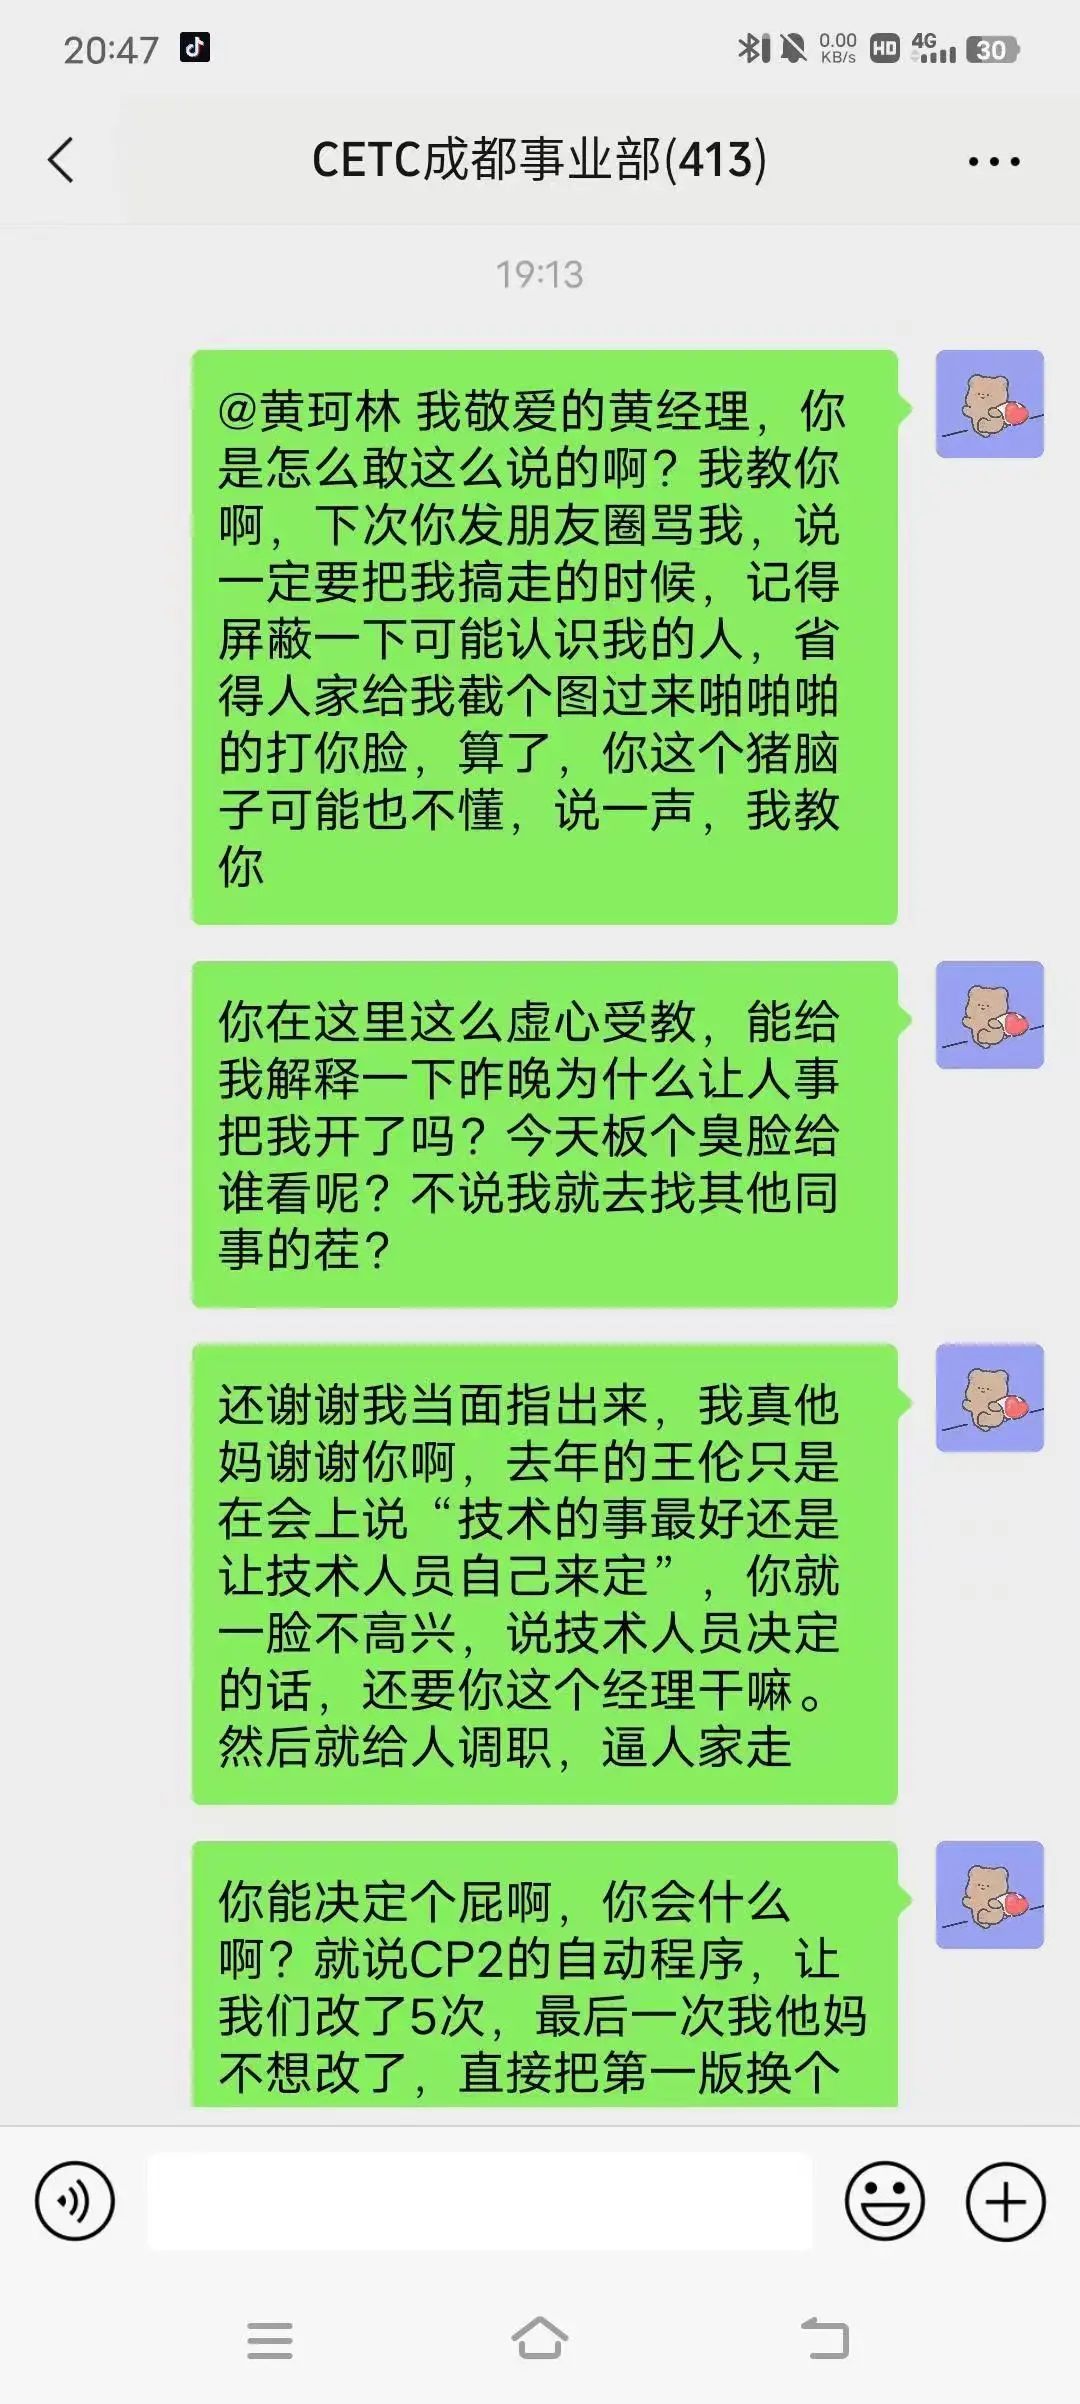 20:47
0.00
KB/s
HD
4G
30
CETC成都事业部(413)
19:13
@黄珂林 我敬爱的黄经理，你
是怎么敢这么说的啊？我教你
啊，下次你发朋友圈骂我，说
一定要把我搞走的时候，记得
屏蔽一下可能认识我的人，省
得人家给我截个图过来啪啪啪
的打你脸，算了，你这个猪脑
子可能也不懂，说一声，我教
你
你在这里这么虚心受教，能给
我解释一下昨晚为什么让人事
把我开了吗？今天板个臭脸给
谁看呢？不说我就去找其他同
事的茬？
还谢谢我当面指出来，我真他
妈谢谢你啊，去年的王伦只是
在会上说“技术的事最好还是
让技术人员自己来定”，你就
一脸不高兴，说技术人员决定
的话，还要你这个经理干嘛。
然后就给人调职，逼人家走
你能决定个屁啊，你会什么
啊？就说CP2的自动程序，让
我们改了5次，最后一次我他妈
不想改了，直接把第一版换个